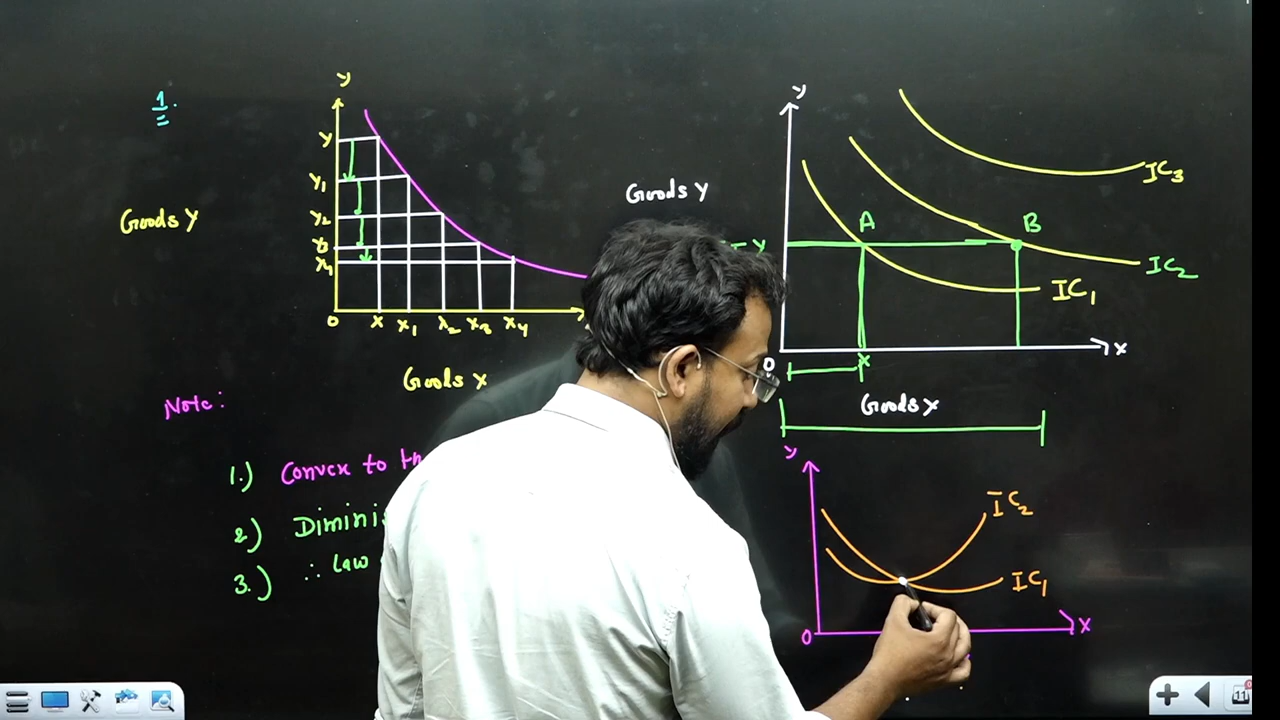 1.
y
y
y1
y2
y3
y4
Goods Y
0 x x1 x2 x3 x4
Goods X
Note:
1.) Convex to
2) Dimini
3.) ∴ law
y
Goods Y
IC3
A B
y
IC2
IC1
0 x
x
Goods X
y
IC2
IC1
0 x